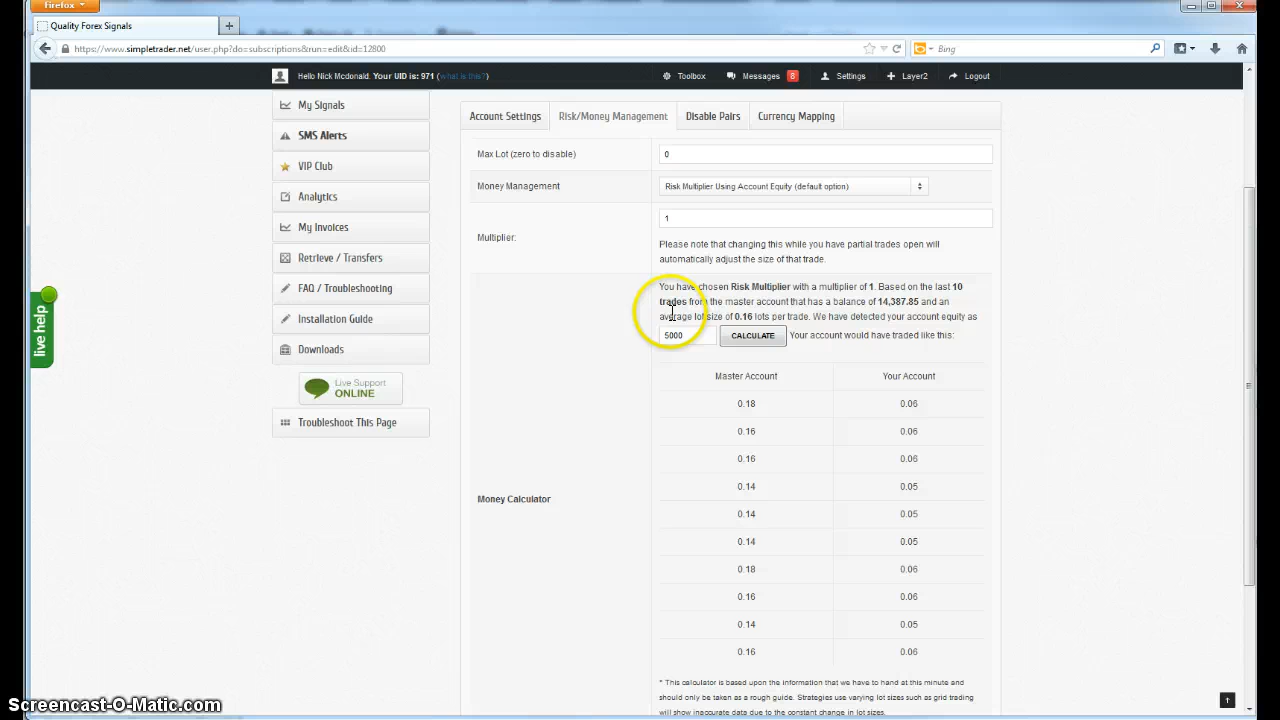 Firefox
Quality Forex Signals
https://www.simpletrader.net/user.php?do=subscriptions&run=edit&id=12800
Bing
Hello Nick Mcdonald. Your UID is: 971 (what is this?)
Toolbox
Messages 8
Settings
Layer2
Logout
My Signals
SMS Alerts
VIP Club
Analytics
My Invoices
Retrieve / Transfers
FAQ / Troubleshooting
Installation Guide
Downloads
Live Support
ONLINE
Troubleshoot This Page
live help
Account Settings
Risk/Money Management
Disable Pairs
Currency Mapping
Max Lot (zero to disable)
0
Money Management
Risk Multiplier Using Account Equity (default option)
Multiplier:
1
Please note that changing this while you have partial trades open will
automatically adjust the size of that trade.
You have chosen Risk Multiplier with a multiplier of 1. Based on the last 10
trades from the master account that has a balance of 14,387.85 and an
average lot size of 0.16 lots per trade. We have detected your account equity as
5000 CALCULATE Your account would have traded like this:
Money Calculator
Master Account Your Account
0.18 0.06
0.16 0.06
0.16 0.06
0.14 0.05
0.14 0.05
0.14 0.05
0.18 0.06
0.16 0.06
0.14 0.05
0.16 0.06
* This calculator is based upon the information that we have to hand at this minute and
should only be taken as a rough guide. Strategies use varying lot sizes such as grid trading
will show inaccurate data due to the constant change in lot sizes.
Screencast-O-Matic.com